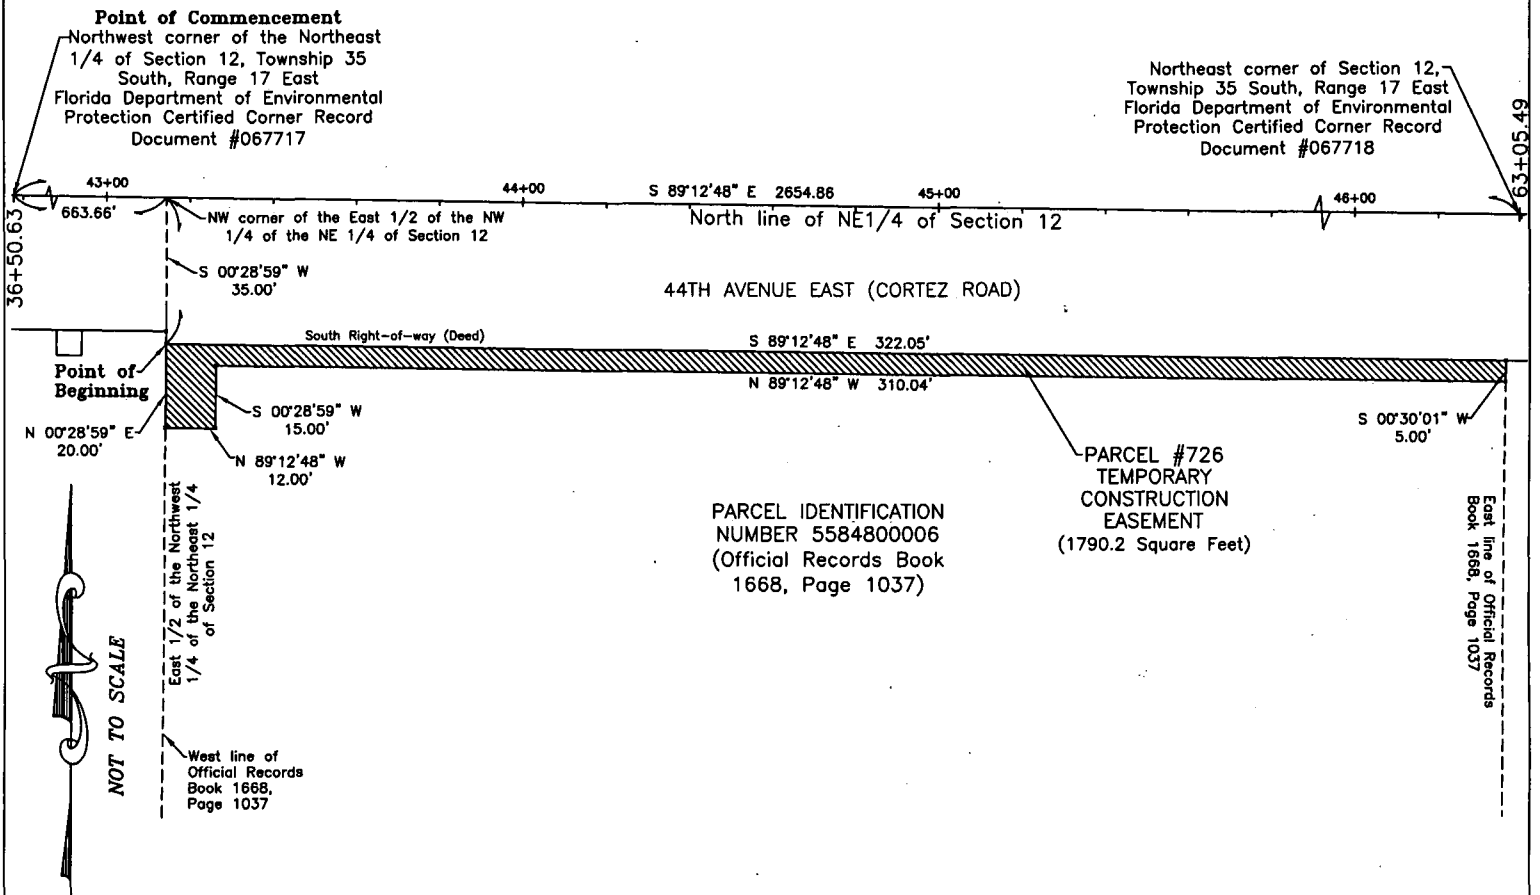 Point of Commencement
Northwest corner of the Northeast
1/4 of Section 12, Township 35
South, Range 17 East
Florida Department of Environmental
Protection Certified Corner Record
Document #067717
Northeast corner of Section 12,
Township 35 South, Range 17 East
Florida Department of Environmental
Protection Certified Corner Record
Document #067718
63+05.49
36+50.63
43+00
44+00
S 89°12'48" E 2654.86
45+00
46+00
663.66'
North line of NE1/4 of Section 12
NW corner of the East 1/2 of the NW
1/4 of the NE 1/4 of Section 12
S 00°28'59" W
35.00'
44TH AVENUE EAST (CORTEZ ROAD)
South Right-of-way (Deed)
S 89°12'48" E 322.05'
N 89°12'48" W 310.04'
Point of
Beginning
N 00°28'59" E
20.00'
S 00°28'59" W
15.00'
N 89°12'48" W
12.00'
S 00°30'01" W
5.00'
PARCEL #726
TEMPORARY
CONSTRUCTION
EASEMENT
(1790.2 Square Feet)
PARCEL IDENTIFICATION
NUMBER 5584800006
(Official Records Book
1668, Page 1037)
East 1/2 of the Northwest
1/4 of the Northeast 1/4
of Section 12
East line of Official Records
Book 1668, Page 1037
NOT TO SCALE
West line of
Official Records
Book 1668,
Page 1037